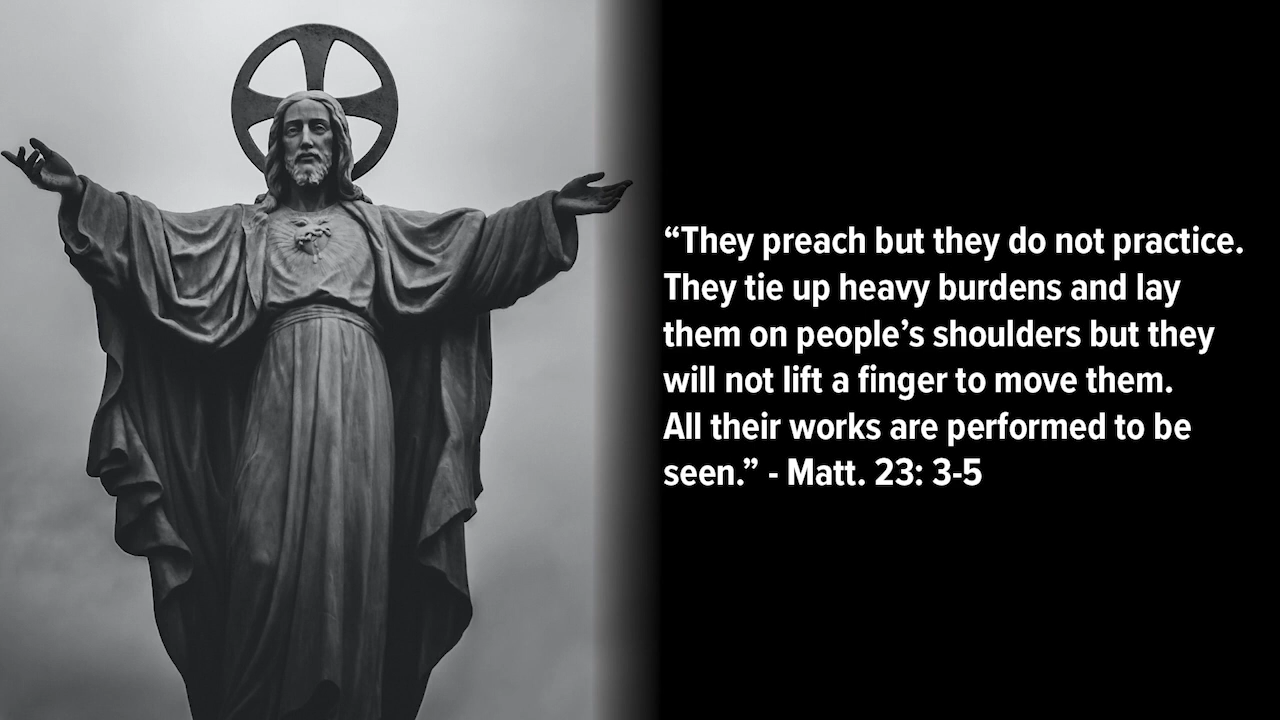 “They preach but they do not practice.
They tie up heavy burdens and lay
them on people’s shoulders but they
will not lift a finger to move them.
All their works are performed to be
seen.” - Matt. 23: 3-5